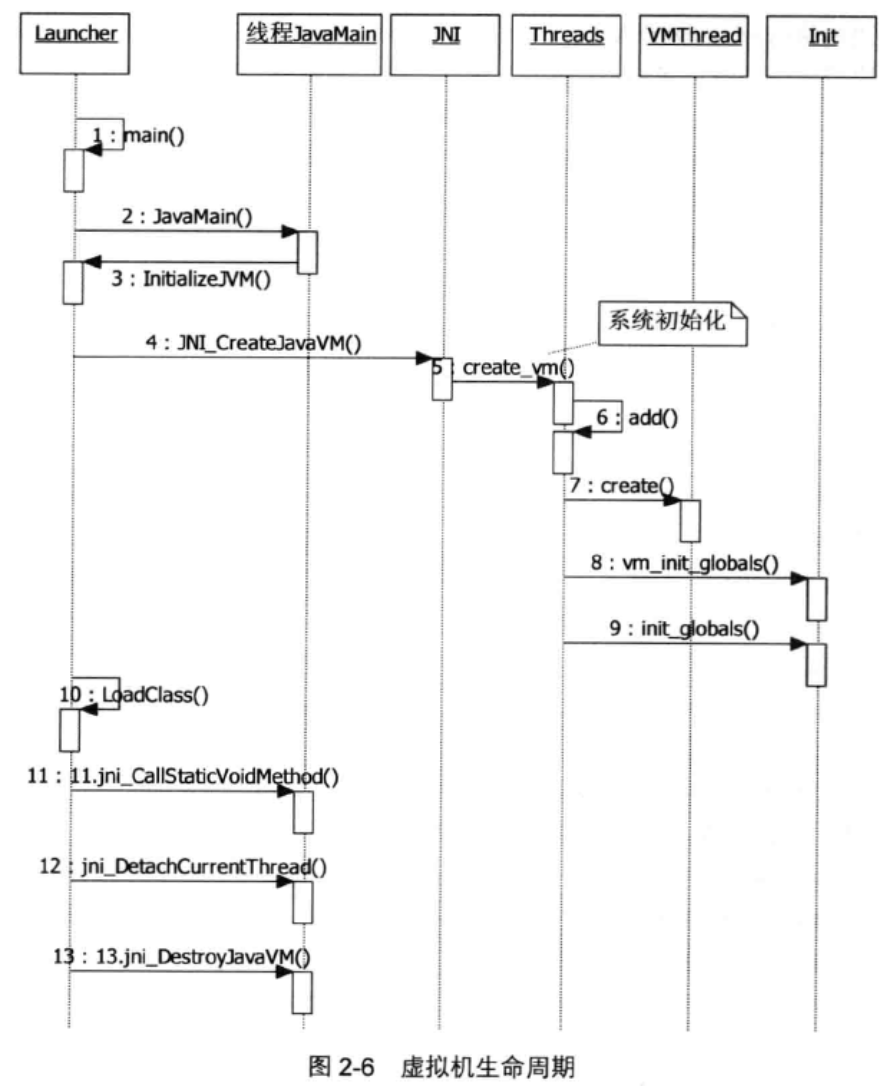 Launcher
线程JavaMain
JNI
Threads
VMThread
Init
1 : main()
2 : JavaMain()
3 : InitializeJVM()
系统初始化
4 : JNI_CreateJavaVM()
5 : create_vm()
6 : add()
7 : create()
8 : vm_init_globals()
9 : init_globals()
10 : LoadClass()
11 : 11.jni_CallStaticVoidMethod()
12 : jni_DetachCurrentThread()
13 : 13.jni_DestroyJavaVM()
图 2-6 虚拟机生命周期